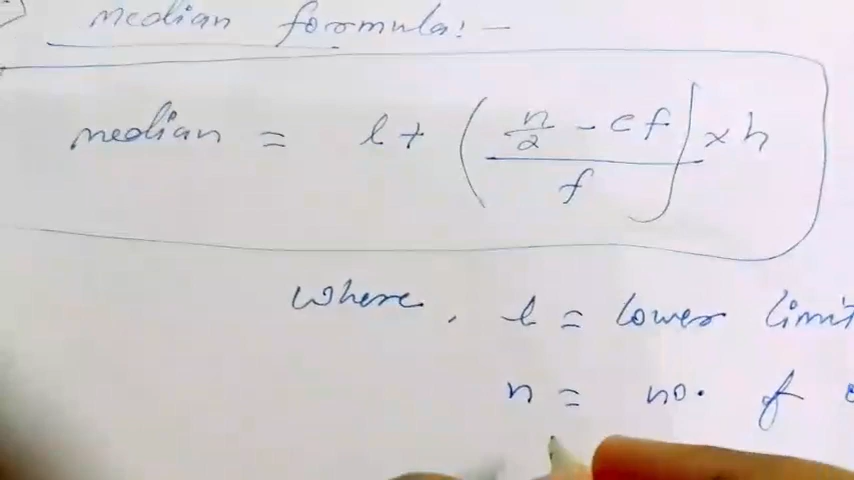 median formula: -
median = l + ( n/2 - cf / f ) × h
where, l = lower limit
n = no. of